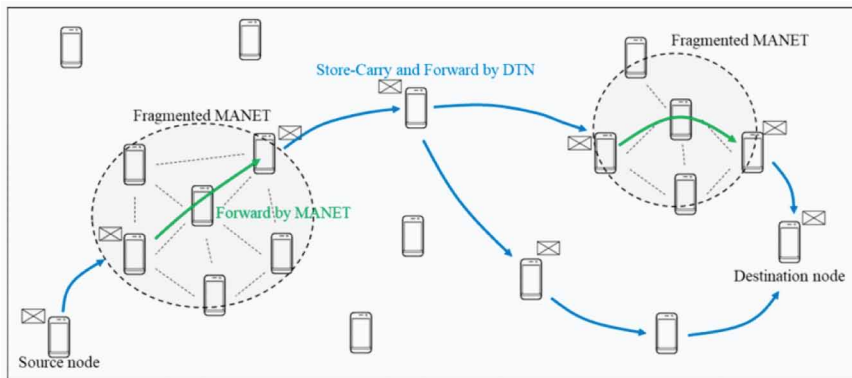 Fragmented MANET
Store-Carry and Forward by DTN
Fragmented MANET
Forward by MANET
Destination node
Source node